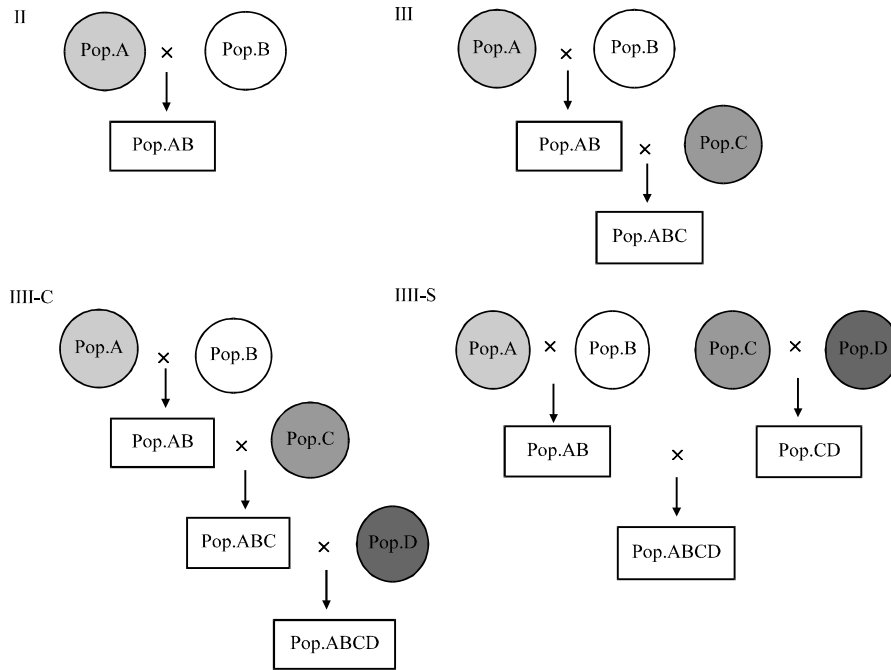 II
Pop.A × Pop.B
Pop.AB
III
Pop.A × Pop.B
Pop.AB × Pop.C
Pop.ABC
IIII-C
Pop.A × Pop.B
Pop.AB × Pop.C
Pop.ABC × Pop.D
Pop.ABCD
IIII-S
Pop.A × Pop.B Pop.C × Pop.D
Pop.AB × Pop.CD
Pop.ABCD